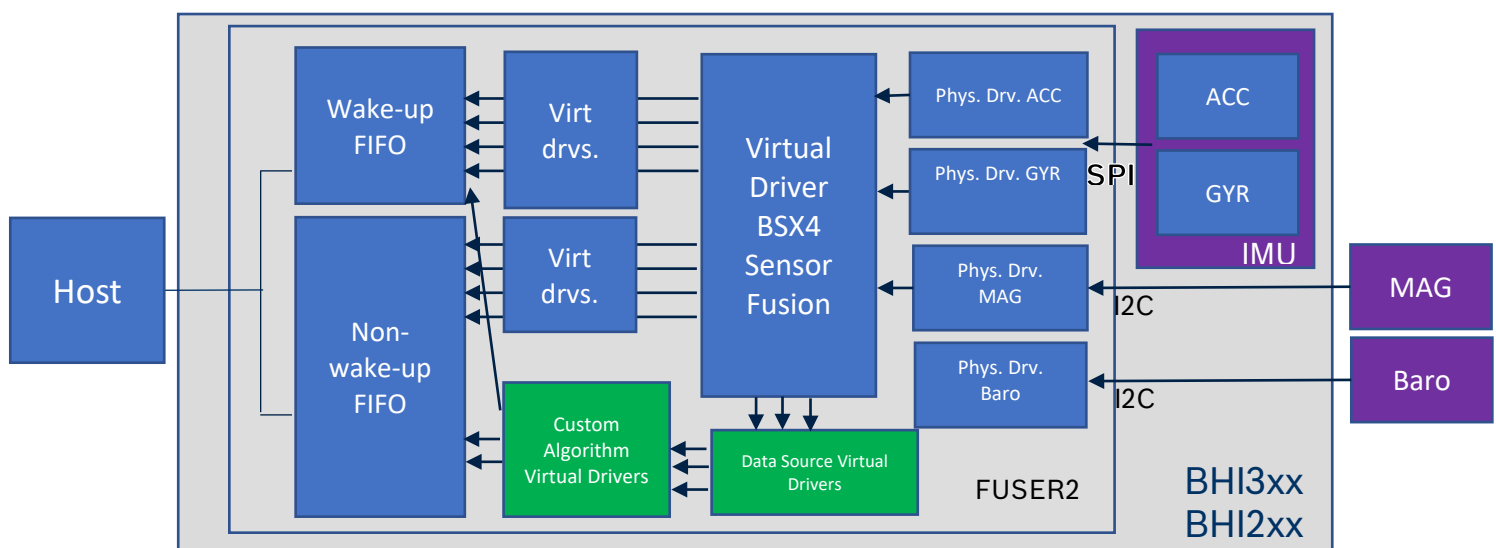 Host
Wake-up
FIFO
Non-
wake-up
FIFO
Virt
drvs.
Virt
drvs.
Custom
Algorithm
Virtual Drivers
Virtual
Driver
BSX4
Sensor
Fusion
Data Source Virtual
Drivers
Phys. Drv. ACC
Phys. Drv. GYR
Phys. Drv.
MAG
Phys. Drv.
Baro
FUSER2
SPI
I2C
I2C
ACC
GYR
IMU
MAG
Baro
BHI3xx
BHI2xx